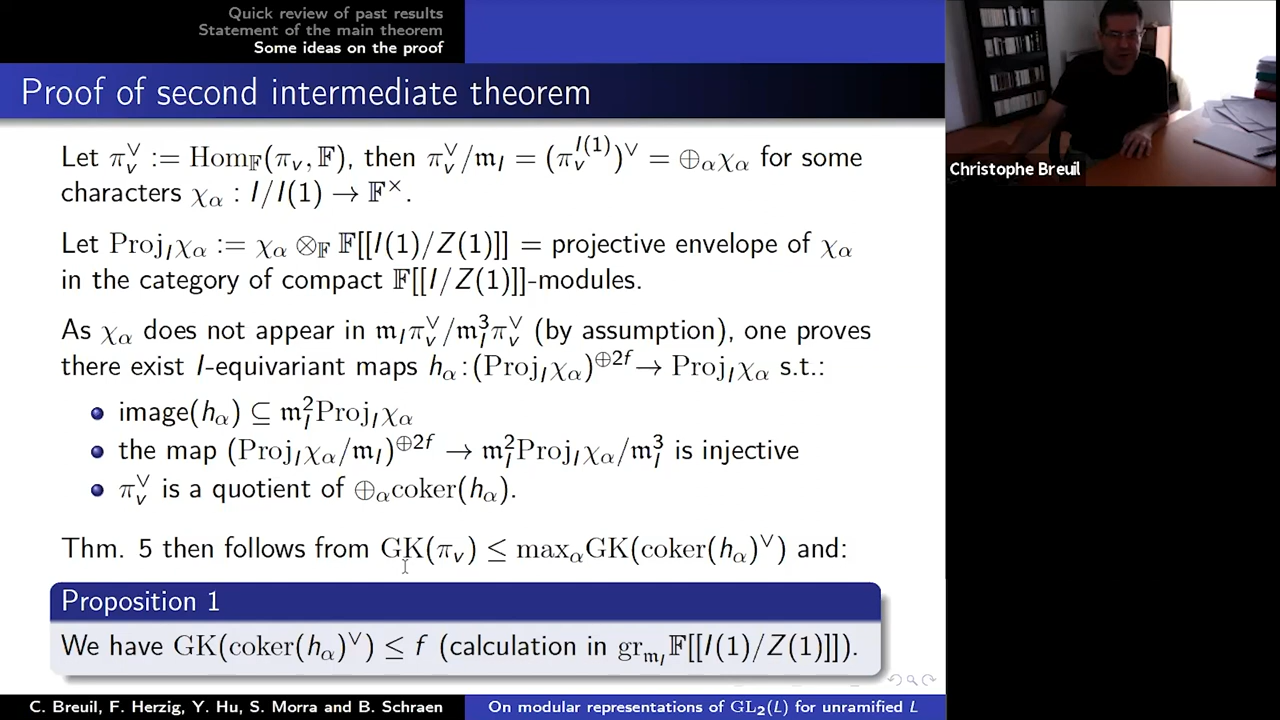 Quick review of past results
Statement of the main theorem
Some ideas on the proof
Proof of second intermediate theorem
Let π_v^∨ := Hom_𝔽(π_v, 𝔽), then π_v^∨/𝔪_I = (π_v^{I(1)})^∨ = ⊕_α χ_α for some
characters χ_α : I/I(1) → 𝔽^×.
Let Proj_I χ_α := χ_α ⊗_𝔽 𝔽[[I(1)/Z(1)]] = projective envelope of χ_α
in the category of compact 𝔽[[I/Z(1)]]-modules.
As χ_α does not appear in 𝔪_I π_v^∨/𝔪_I^3 π_v^∨ (by assumption), one proves
there exist I-equivariant maps h_α : (Proj_I χ_α)^{⊕2f} → Proj_I χ_α s.t.:
image(h_α) ⊆ 𝔪_I^2 Proj_I χ_α
the map (Proj_I χ_α/𝔪_I)^{⊕2f} → 𝔪_I^2 Proj_I χ_α/𝔪_I^3 is injective
π_v^∨ is a quotient of ⊕_α coker(h_α).
Thm. 5 then follows from GK(π_v) ≤ max_α GK(coker(h_α)^∨) and:
Proposition 1
We have GK(coker(h_α)^∨) ≤ f (calculation in gr_{𝔪_I} 𝔽[[I(1)/Z(1)]]).
C. Breuil, F. Herzig, Y. Hu, S. Morra and B. Schraen
On modular representations of GL₂(L) for unramified L
Christophe Breuil